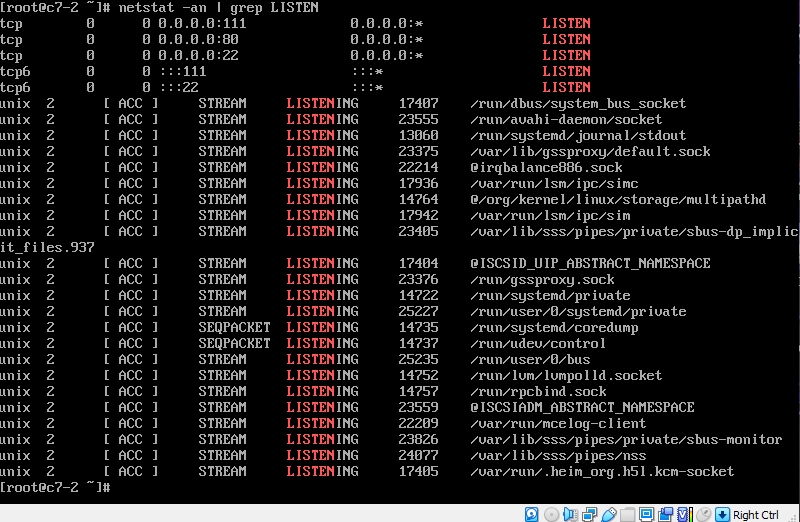 [root@c7-2 ~]# netstat -an | grep LISTEN
tcp 0 0 0.0.0.0:111 0.0.0.0:* LISTEN
tcp 0 0 0.0.0.0:80 0.0.0.0:* LISTEN
tcp 0 0 0.0.0.0:22 0.0.0.0:* LISTEN
tcp6 0 0 :::111 :::* LISTEN
tcp6 0 0 :::22 :::* LISTEN
unix 2 [ ACC ] STREAM LISTENING 17407 /run/dbus/system_bus_socket
unix 2 [ ACC ] STREAM LISTENING 23555 /run/avahi-daemon/socket
unix 2 [ ACC ] STREAM LISTENING 13060 /run/systemd/journal/stdout
unix 2 [ ACC ] STREAM LISTENING 23375 /var/lib/gssproxy/default.sock
unix 2 [ ACC ] STREAM LISTENING 22214 @irqbalance886.sock
unix 2 [ ACC ] STREAM LISTENING 17936 /var/run/lsm/ipc/simc
unix 2 [ ACC ] STREAM LISTENING 14764 @/org/kernel/linux/storage/multipathd
unix 2 [ ACC ] STREAM LISTENING 17942 /var/run/lsm/ipc/sim
unix 2 [ ACC ] STREAM LISTENING 23405 /var/lib/sss/pipes/private/sbus-dp_implic
it_files.937
unix 2 [ ACC ] STREAM LISTENING 17404 @ISCSID_UIP_ABSTRACT_NAMESPACE
unix 2 [ ACC ] STREAM LISTENING 23376 /run/gssproxy.sock
unix 2 [ ACC ] STREAM LISTENING 14722 /run/systemd/private
unix 2 [ ACC ] STREAM LISTENING 25227 /run/user/0/systemd/private
unix 2 [ ACC ] SEQPACKET LISTENING 14735 /run/systemd/coredump
unix 2 [ ACC ] SEQPACKET LISTENING 14737 /run/udev/control
unix 2 [ ACC ] STREAM LISTENING 25235 /run/user/0/bus
unix 2 [ ACC ] STREAM LISTENING 14752 /run/lvm/lvmpolld.socket
unix 2 [ ACC ] STREAM LISTENING 14757 /run/rpcbind.sock
unix 2 [ ACC ] STREAM LISTENING 23559 @ISCSIADM_ABSTRACT_NAMESPACE
unix 2 [ ACC ] STREAM LISTENING 22209 /var/run/mcelog-client
unix 2 [ ACC ] STREAM LISTENING 23826 /var/lib/sss/pipes/private/sbus-monitor
unix 2 [ ACC ] STREAM LISTENING 24077 /var/lib/sss/pipes/nss
unix 2 [ ACC ] STREAM LISTENING 17405 /var/run/.heim_org.h5l.kcm-socket
[root@c7-2 ~]#
Right Ctrl